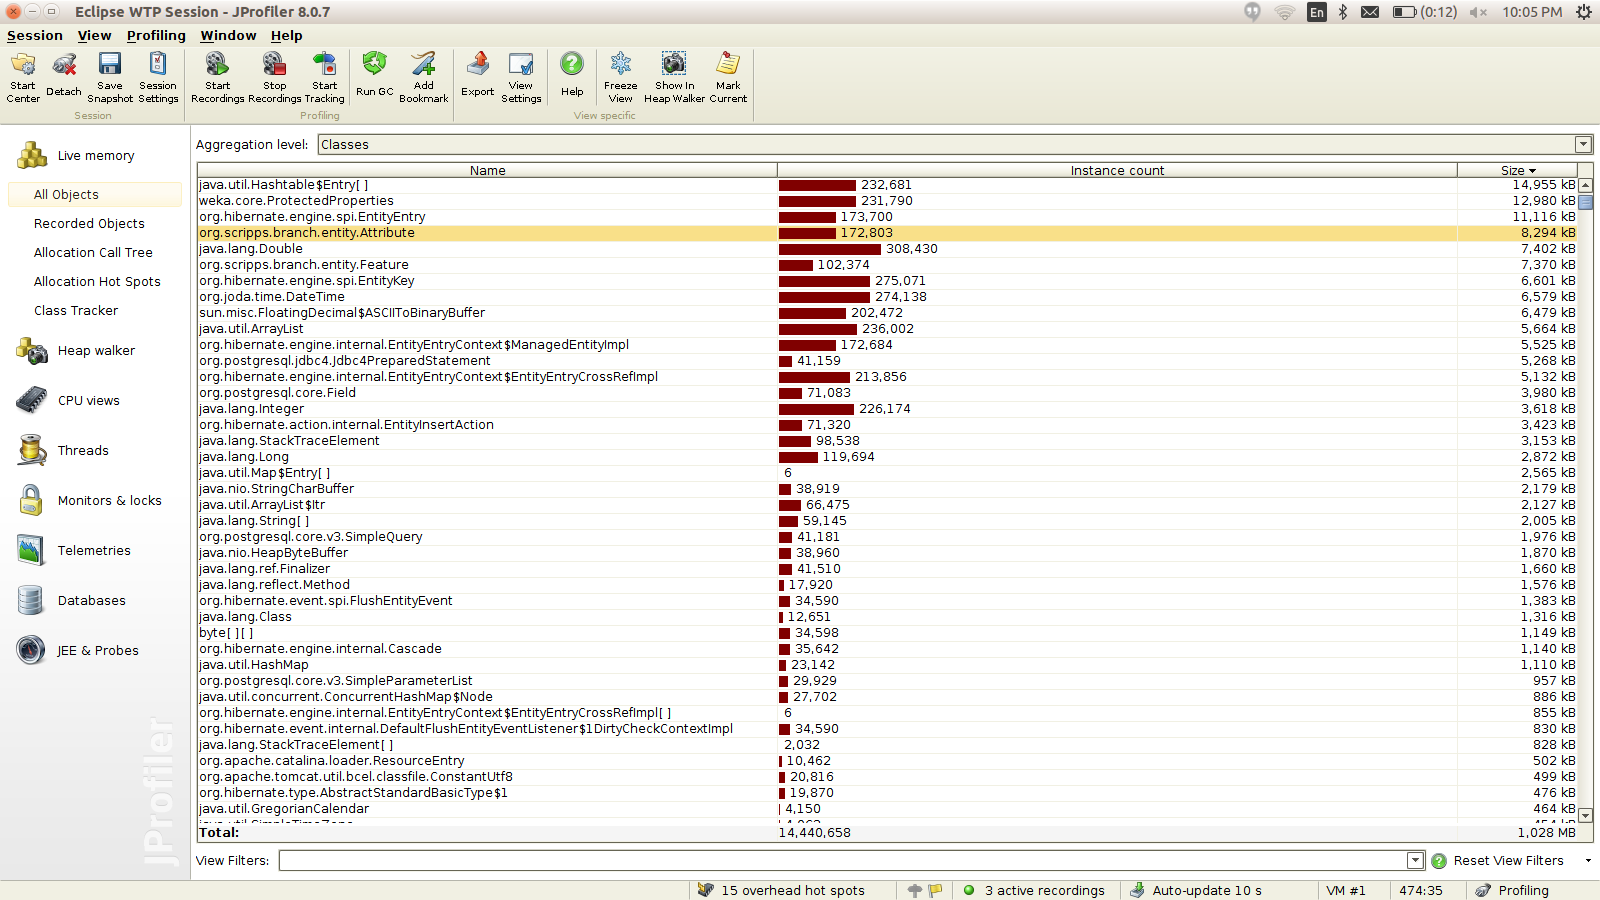 Eclipse WTP Session - JProfiler 8.0.7
En (0:12) 10:05 PM
Session View Profiling Window Help
Start Center
Detach
Save Snapshot
Session Settings
Start Recordings
Stop Recordings
Start Tracking
Run GC
Add Bookmark
Export
View Settings
Help
Freeze View
Show In Heap Walker
Mark Current
Session Profiling View specific
Live memory
All Objects
Recorded Objects
Allocation Call Tree
Allocation Hot Spots
Class Tracker
Heap walker
CPU views
Threads
Monitors & locks
Telemetries
Databases
JEE & Probes
JProfiler
Aggregation level: Classes
Name Instance count Size
java.util.Hashtable$Entry[ ] 232,681 14,955 kB
weka.core.ProtectedProperties 231,790 12,980 kB
org.hibernate.engine.spi.EntityEntry 173,700 11,116 kB
org.scripps.branch.entity.Attribute 172,803 8,294 kB
java.lang.Double 308,430 7,402 kB
org.scripps.branch.entity.Feature 102,374 7,370 kB
org.hibernate.engine.spi.EntityKey 275,071 6,601 kB
org.joda.time.DateTime 274,138 6,579 kB
sun.misc.FloatingDecimal$ASCIIToBinaryBuffer 202,472 6,479 kB
java.util.ArrayList 236,002 5,664 kB
org.hibernate.engine.internal.EntityEntryContext$ManagedEntityImpl 172,684 5,525 kB
org.postgresql.jdbc4.Jdbc4PreparedStatement 41,159 5,268 kB
org.hibernate.engine.internal.EntityEntryContext$EntityEntryCrossRefImpl 213,856 5,132 kB
org.postgresql.core.Field 71,083 3,980 kB
java.lang.Integer 226,174 3,618 kB
org.hibernate.action.internal.EntityInsertAction 71,320 3,423 kB
java.lang.StackTraceElement 98,538 3,153 kB
java.lang.Long 119,694 2,872 kB
java.util.Map$Entry[ ] 6 2,565 kB
java.nio.StringCharBuffer 38,919 2,179 kB
java.util.ArrayList$Itr 66,475 2,127 kB
java.lang.String[ ] 59,145 2,005 kB
org.postgresql.core.v3.SimpleQuery 41,181 1,976 kB
java.nio.HeapByteBuffer 38,960 1,870 kB
java.lang.ref.Finalizer 41,510 1,660 kB
java.lang.reflect.Method 17,920 1,576 kB
org.hibernate.event.spi.FlushEntityEvent 34,590 1,383 kB
java.lang.Class 12,651 1,316 kB
byte[ ][ ] 34,598 1,149 kB
org.hibernate.engine.internal.Cascade 35,642 1,140 kB
java.util.HashMap 23,142 1,110 kB
org.postgresql.core.v3.SimpleParameterList 29,929 957 kB
java.util.concurrent.ConcurrentHashMap$Node 27,702 886 kB
org.hibernate.engine.internal.EntityEntryContext$EntityEntryCrossRefImpl[ ] 6 855 kB
org.hibernate.event.internal.DefaultFlushEntityEventListener$1DirtyCheckContextImpl 34,590 830 kB
java.lang.StackTraceElement[ ] 2,032 828 kB
org.apache.catalina.loader.ResourceEntry 10,462 502 kB
org.apache.tomcat.util.bcel.classfile.ConstantUtf8 20,816 499 kB
org.hibernate.type.AbstractStandardBasicType$1 19,870 476 kB
java.util.GregorianCalendar 4,150 464 kB
Total: 14,440,658 1,028 MB
View Filters: Reset View Filters
15 overhead hot spots 3 active recordings Auto-update 10 s VM #1 474:35 Profiling